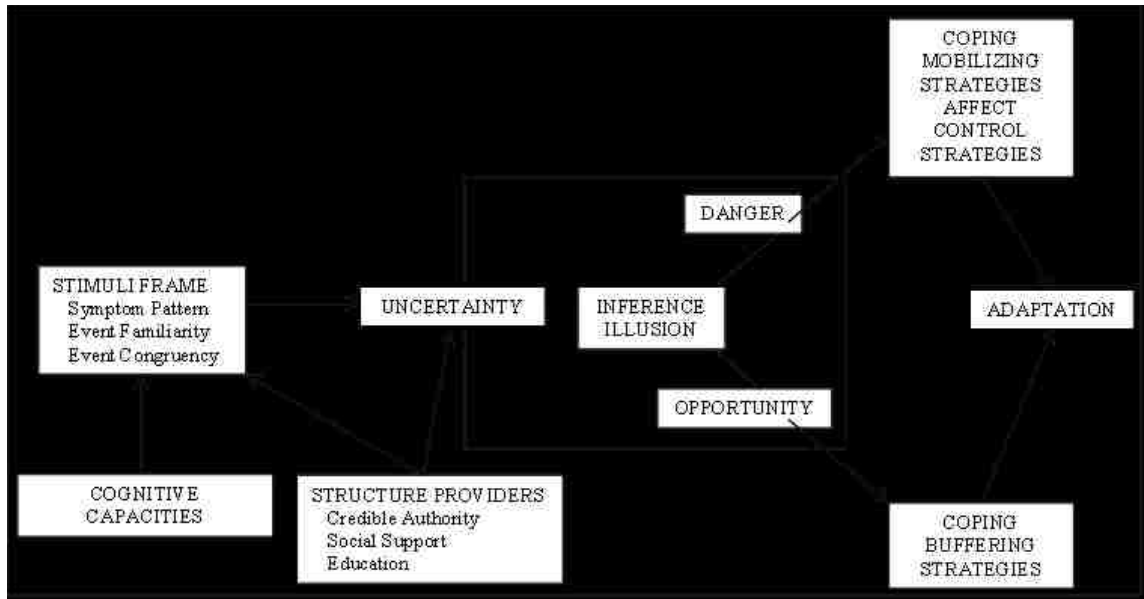 COPING
MOBILIZING
STRATEGIES
AFFECT
CONTROL
STRATEGIES
DANGER
STIMULI FRAME
Symptom Pattern
Event Familiarity
Event Congruency
UNCERTAINTY
INFERENCE
ILLUSION
ADAPTATION
OPPORTUNITY
COGNITIVE
CAPACITIES
STRUCTURE PROVIDERS
Credible Authority
Social Support
Education
COPING
BUFFERING
STRATEGIES